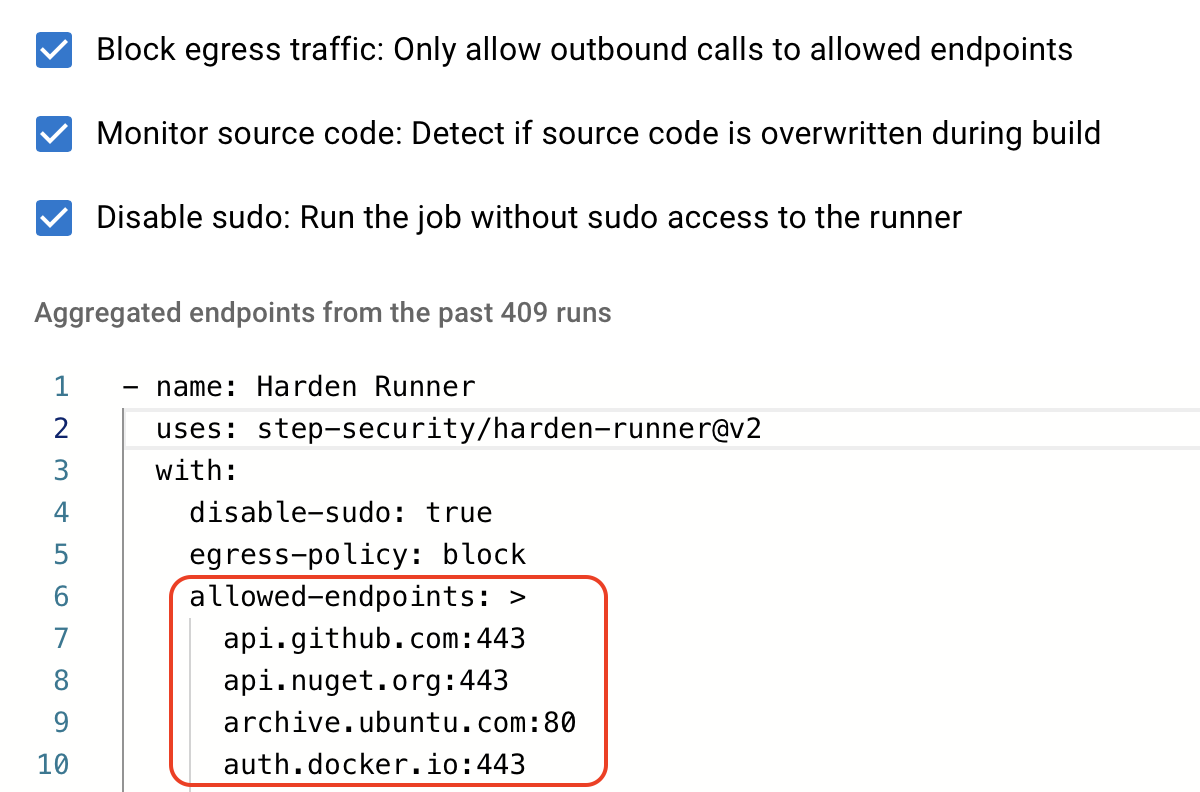 Block egress traffic: Only allow outbound calls to allowed endpoints
Monitor source code: Detect if source code is overwritten during build
Disable sudo: Run the job without sudo access to the runner
Aggregated endpoints from the past 409 runs
1 - name: Harden Runner
2 uses: step-security/harden-runner@v2
3 with:
4 disable-sudo: true
5 egress-policy: block
6 allowed-endpoints: >
7 api.github.com:443
8 api.nuget.org:443
9 archive.ubuntu.com:80
10 auth.docker.io:443